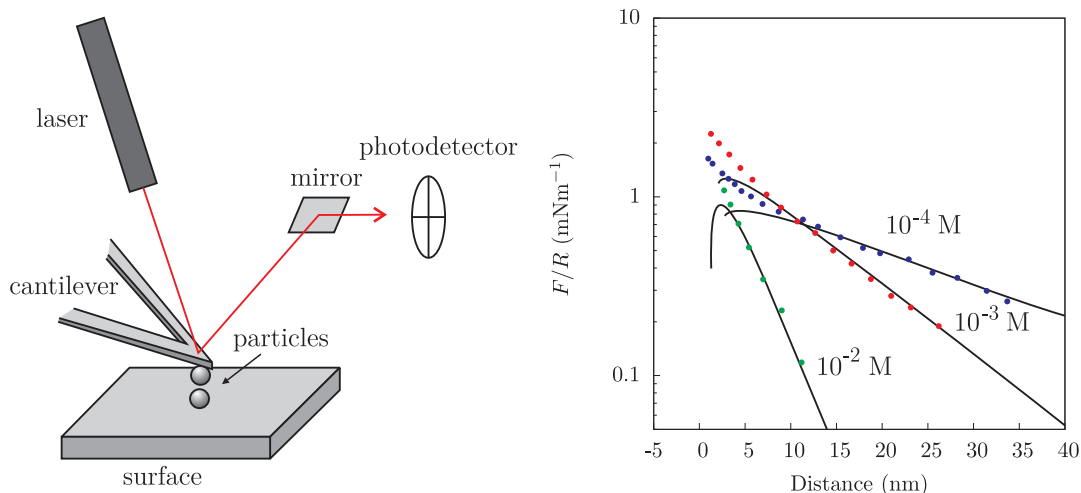 laser
photodetector
mirror
cantilever
particles
surface
10
1
0.1
F/R (mNm⁻¹)
10⁻⁴ M
10⁻³ M
10⁻² M
-5 0 5 10 15 20 25 30 35 40
Distance (nm)